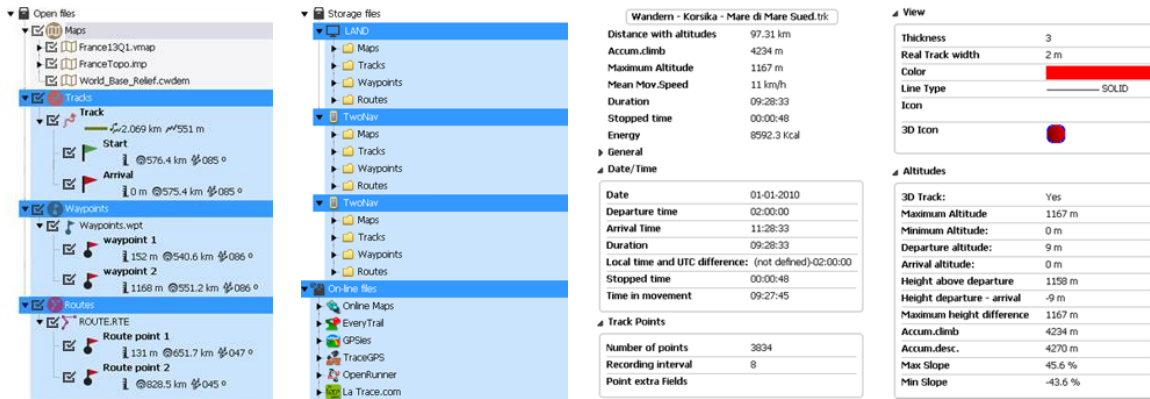 Open files
Maps
France13Q1.vmap
FranceTopo.imp
World_Base_Relief.cwdem
Tracks
Track
2.069 km 551 m
Start
576.4 km 085 º
Arrival
0 m 575.4 km 085 º
Waypoints
Waypoints.wpt
waypoint 1
152 m 540.6 km 086 º
waypoint 2
1168 m 551.2 km 086 º
Routes
ROUTE.RTE
Route point 1
131 m 651.7 km 047 º
Route point 2
828.5 km 045 º
Storage files
LAND
Maps
Tracks
Waypoints
Routes
TwoNav
Maps
Tracks
Waypoints
Routes
TwoNav
Maps
Tracks
Waypoints
Routes
On-line files
Online Maps
EveryTrail
GPSies
TraceGPS
OpenRunner
La Trace.com
Wandern - Korsika - Mare di Mare Sued.trk
Distance with altitudes 97.31 km
Accum.climb 4234 m
Maximum Altitude 1167 m
Mean Mov.Speed 11 km/h
Duration 09:28:33
Stopped time 00:00:48
Energy 8592.3 Kcal
General
Date/Time
Date 01-01-2010
Departure time 02:00:00
Arrival Time 11:28:33
Duration 09:28:33
Local time and UTC difference: (not defined)-02:00:00
Stopped time 00:00:48
Time in movement 09:27:45
Track Points
Number of points 3834
Recording interval 8
Point extra Fields
View
Thickness 3
Real Track width 2 m
Color
Line Type SOLID
Icon
3D Icon
Altitudes
3D Track: Yes
Maximum Altitude 1167 m
Minimum Altitude: 0 m
Departure altitude: 9 m
Arrival altitude: 0 m
Height above departure 1158 m
Height departure - arrival -9 m
Maximum height difference 1167 m
Accum.climb 4234 m
Accum.desc. 4270 m
Max Slope 45.6 %
Min Slope -43.6 %